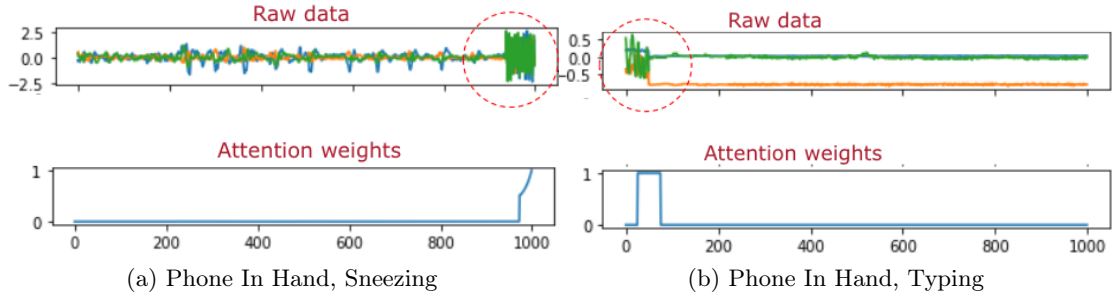 Raw data
2.5
0.0
−2.5
Attention weights
1
0
0 200 400 600 800 1000
(a) Phone In Hand, Sneezing
Raw data
0.5
0.0
−0.5
Attention weights
1
0
0 200 400 600 800 1000
(b) Phone In Hand, Typing